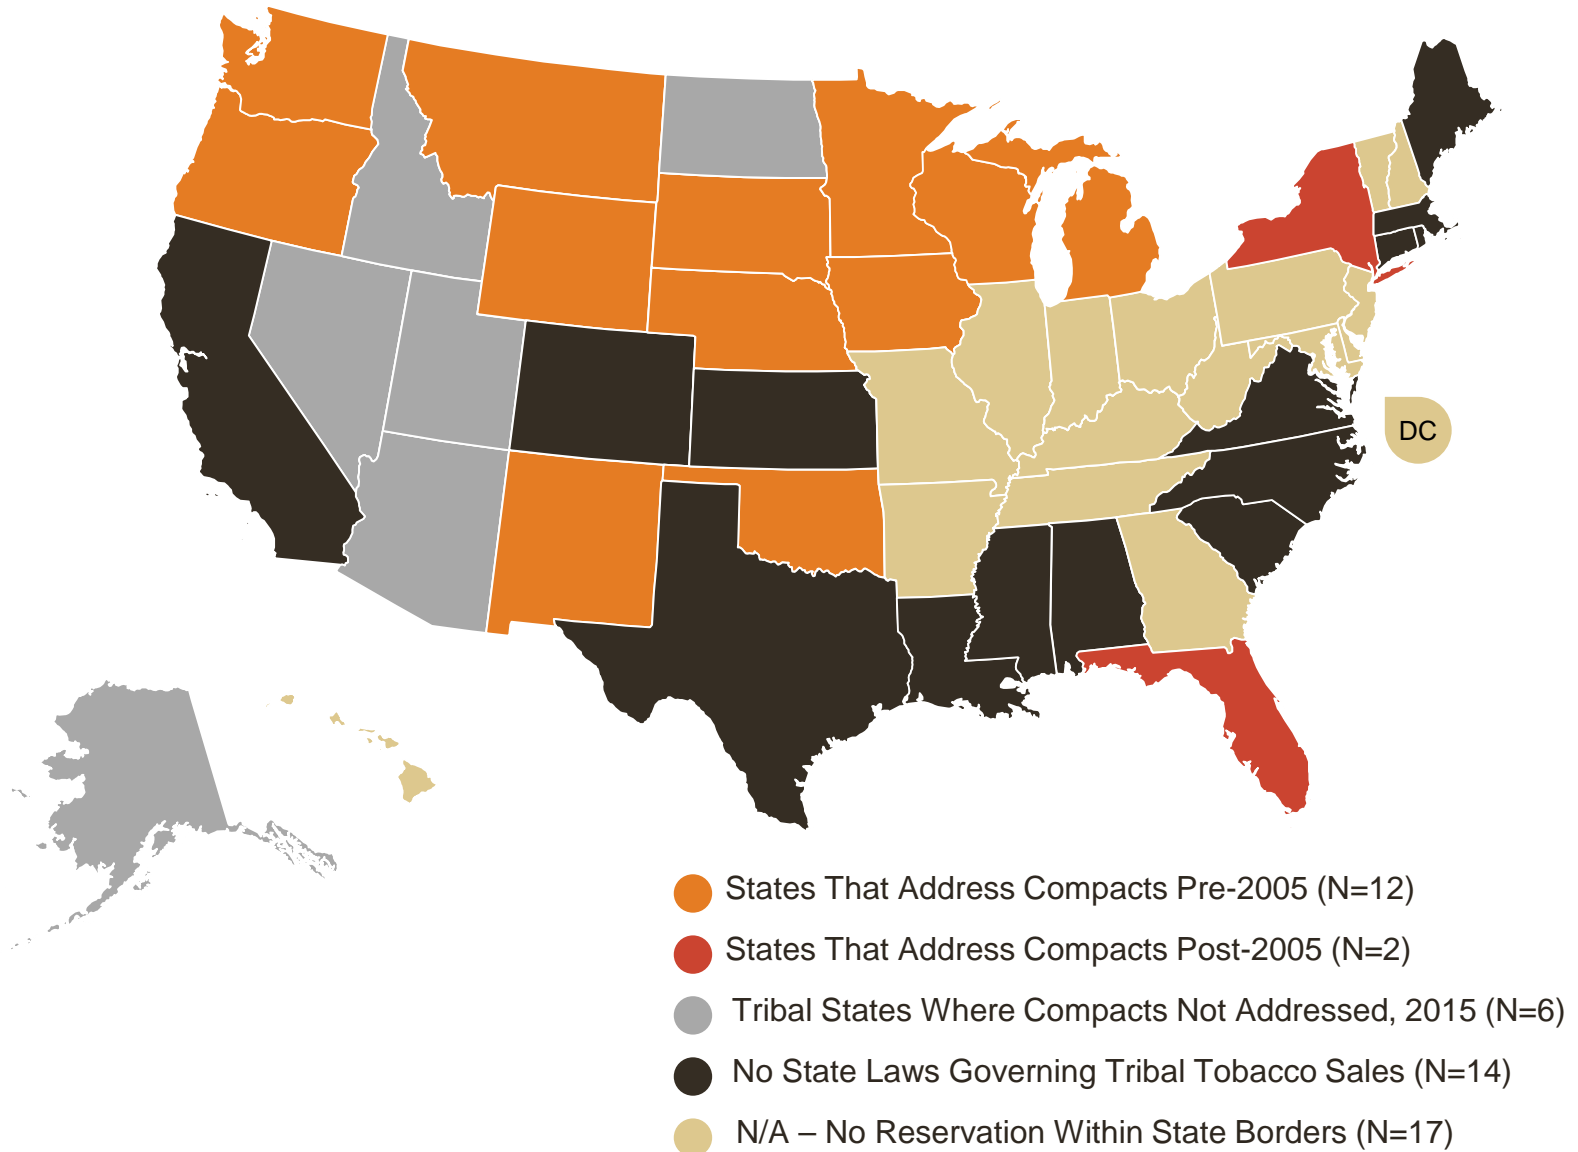 DC
States That Address Compacts Pre-2005 (N=12)
States That Address Compacts Post-2005 (N=2)
Tribal States Where Compacts Not Addressed, 2015 (N=6)
No State Laws Governing Tribal Tobacco Sales (N=14)
N/A – No Reservation Within State Borders (N=17)